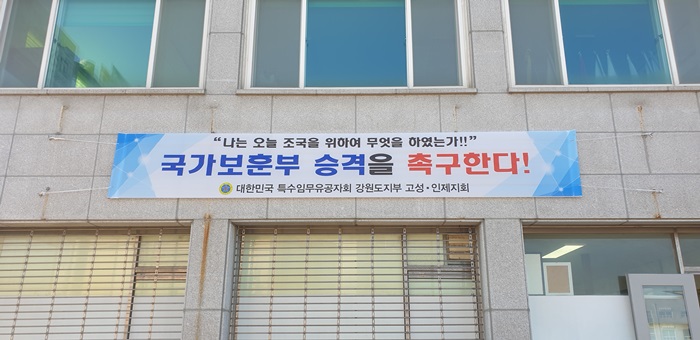 “나는 오늘 조국을 위하여 무엇을 하였는가!!”
국가보훈부 승격을 촉구한다!
대한민국 특수임무유공자회 강원도지부 고성·인제지회